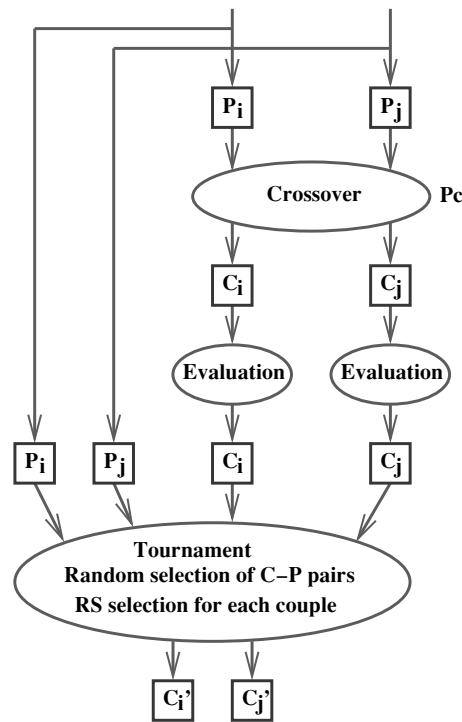 Pi Pj
Crossover Pc
Ci Cj
Evaluation Evaluation
Pi Pj Ci Cj
Tournament
Random selection of C−P pairs
RS selection for each couple
Ci' Cj'